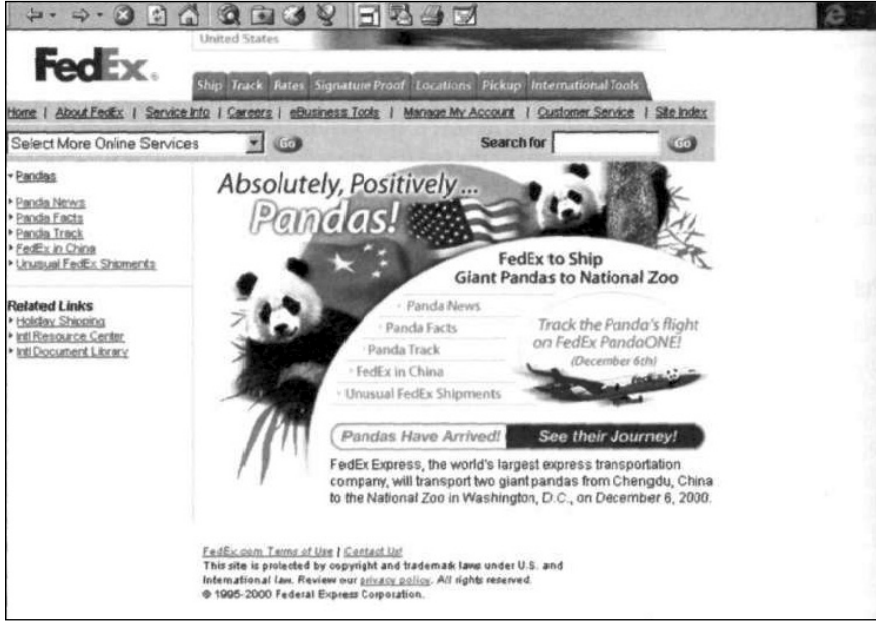 United States
FedEx®
Ship Track Rates Signature Proof Locations Pickup International Tools
Home | About FedEx | Service Info | Careers | eBusiness Tools | Manage My Account | Customer Service | Site Index
Select More Online Services Go Search for Go
Pandas
Panda News
Panda Facts
Panda Track
FedEx in China
Unusual FedEx Shipments
Related Links
Holiday Shipping
Intl Resource Center
Intl Document Library
Absolutely, Positively...
Pandas!
FedEx to Ship
Giant Pandas to National Zoo
Panda News
Panda Facts
Panda Track
FedEx in China
Unusual FedEx Shipments
Track the Panda's flight
on FedEx PandaONE!
(December 6th)
Pandas Have Arrived! See their Journey!
FedEx Express, the world's largest express transportation
company, will transport two giant pandas from Chengdu, China
to the National Zoo in Washington, D.C., on December 6, 2000.
FedEx.com Terms of Use | Contact Us!
This site is protected by copyright and trademark laws under U.S. and
International law. Review our privacy policy. All rights reserved.
© 1995-2000 Federal Express Corporation.